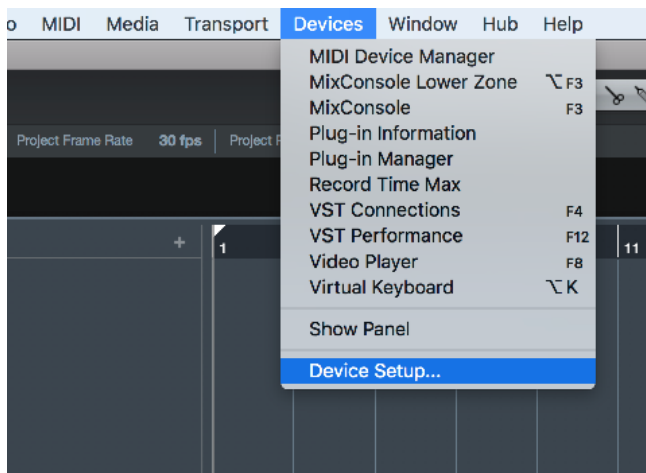 o MIDI Media Transport Devices Window Hub Help
MIDI Device Manager
MixConsole Lower Zone ⌥F3
MixConsole F3
Plug-in Information
Plug-in Manager
Record Time Max
VST Connections F4
VST Performance F12
Video Player F8
Virtual Keyboard ⌥K
Show Panel
Device Setup...
Project Frame Rate 30 fps Project
+ 1 11